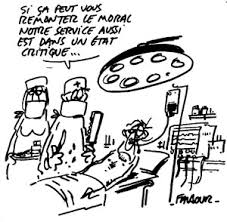 SI ÇA PEUT VOUS
REMONTER LE MORAL
NOTRE SERVICE AUSSI
EST DANS UN ÉTAT
CRITIQUE...